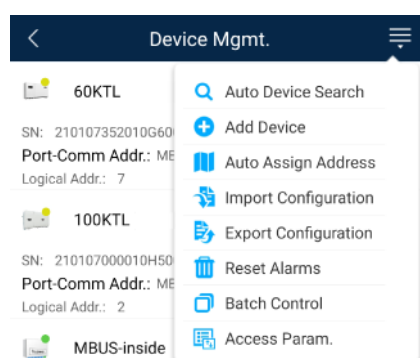 Device Mgmt.
60KTL
SN: 210107352010G60
Port-Comm Addr.: ME
Logical Addr.: 7
100KTL
SN: 210107000010H50
Port-Comm Addr.: ME
Logical Addr.: 2
MBUS-inside
Auto Device Search
Add Device
Auto Assign Address
Import Configuration
Export Configuration
Reset Alarms
Batch Control
Access Param.